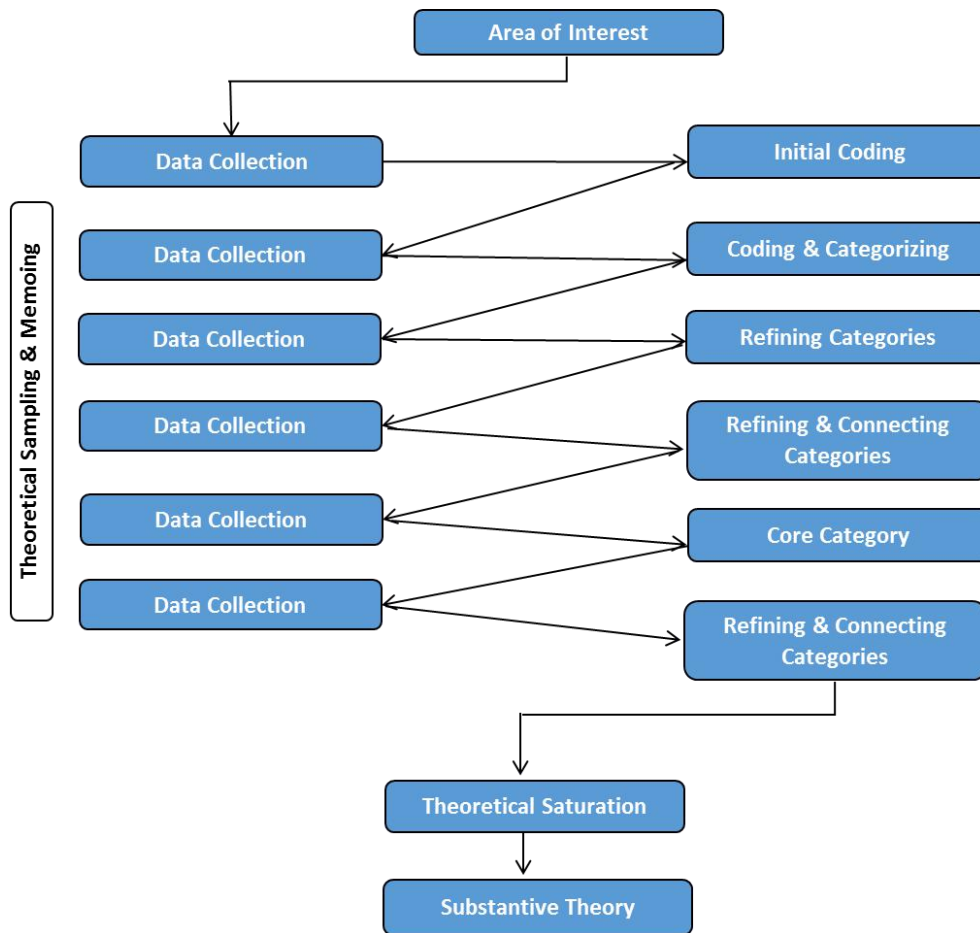 Area of Interest
Data Collection
Initial Coding
Theoretical Sampling & Memoing
Data Collection
Coding & Categorizing
Data Collection
Refining Categories
Data Collection
Refining & Connecting
Categories
Data Collection
Core Category
Data Collection
Refining & Connecting
Categories
Theoretical Saturation
Substantive Theory